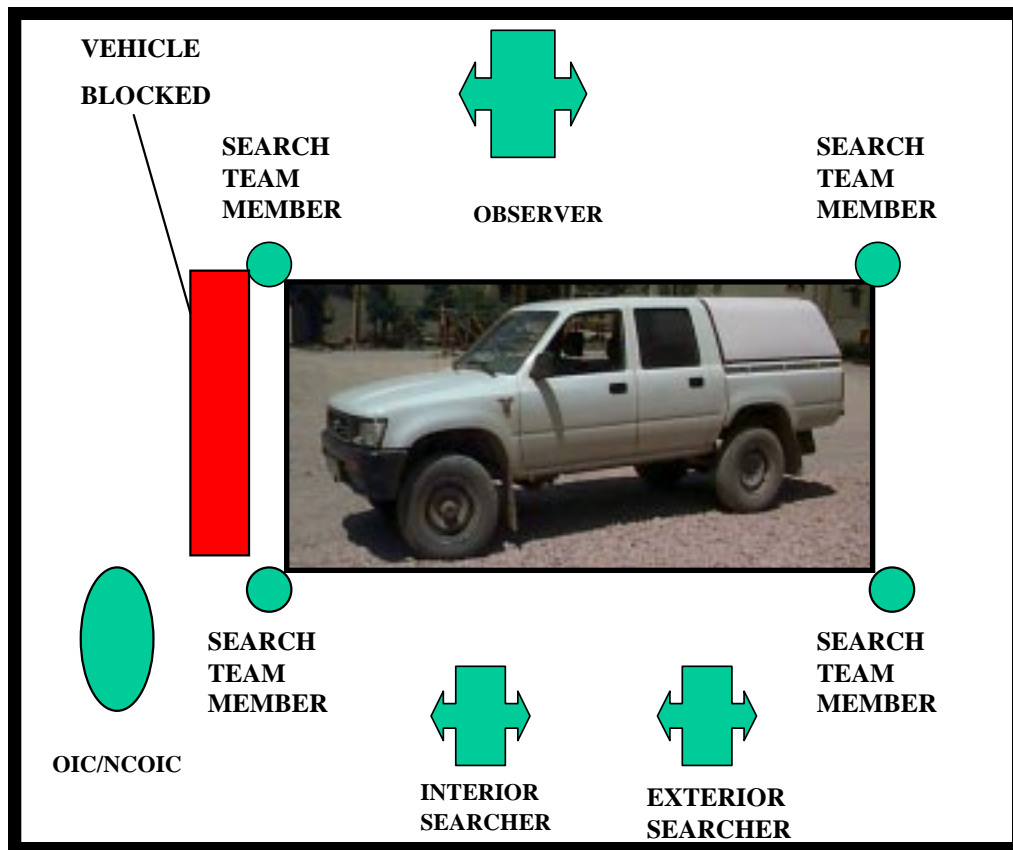 VEHICLE
BLOCKED
SEARCH
TEAM
MEMBER
OBSERVER
SEARCH
TEAM
MEMBER
SEARCH
TEAM
MEMBER
SEARCH
TEAM
MEMBER
OIC/NCOIC
INTERIOR
SEARCHER
EXTERIOR
SEARCHER